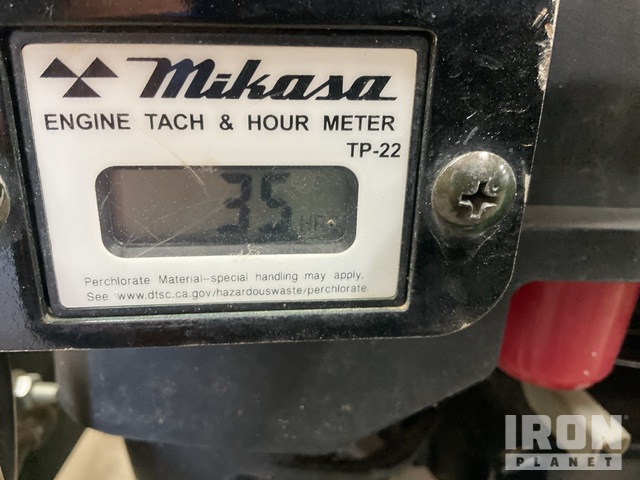 Mikasa
ENGINE TACH & HOUR METER
TP-22
35 HR
Perchlorate Material-special handling may apply.
See www.dtsc.ca.gov/hazardouswaste/perchlorate.
IRON
PLANET